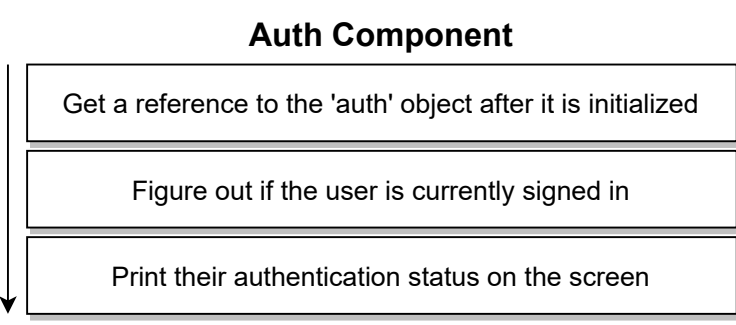 Auth Component
Get a reference to the 'auth' object after it is initialized
Figure out if the user is currently signed in
Print their authentication status on the screen